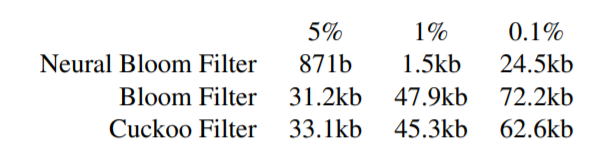 5% 1% 0.1%
Neural Bloom Filter 871b 1.5kb 24.5kb
Bloom Filter 31.2kb 47.9kb 72.2kb
Cuckoo Filter 33.1kb 45.3kb 62.6kb